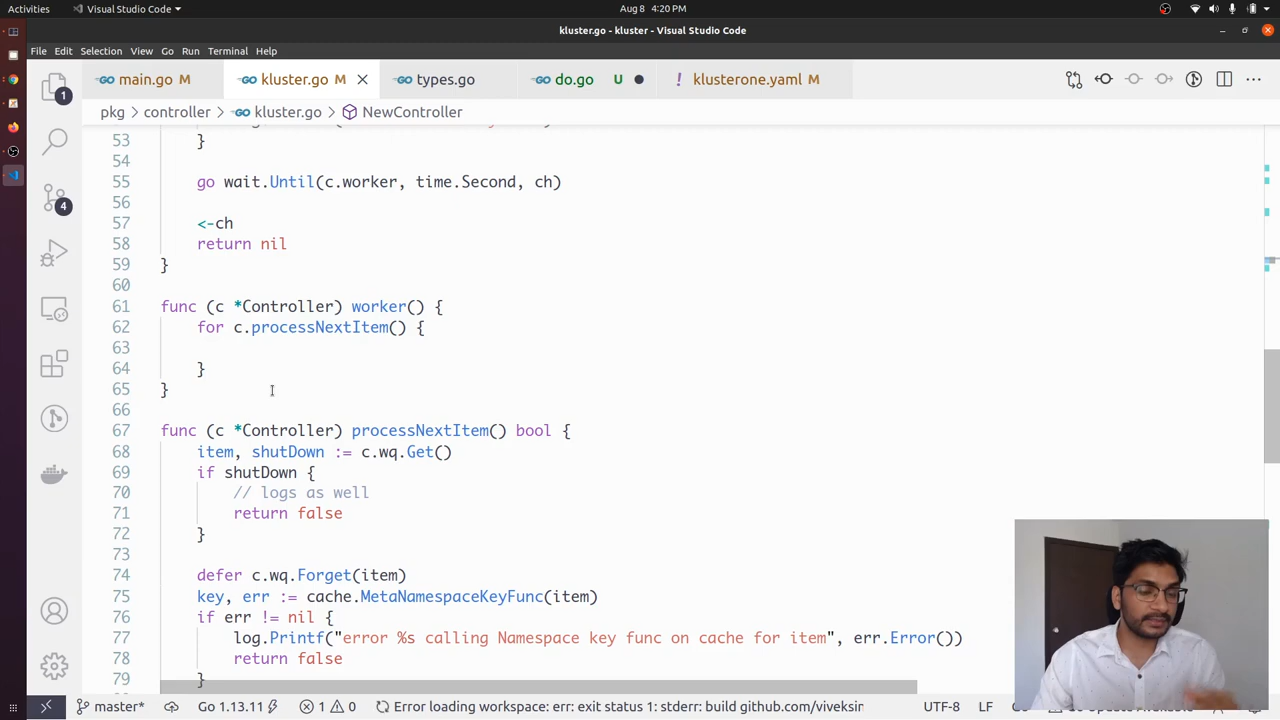 Activities
Visual Studio Code
Aug 8 4:20 PM
kluster.go - kluster - Visual Studio Code
File Edit Selection View Go Run Terminal Help
main.go M
kluster.go M
types.go
do.go U
klusterone.yaml M
pkg > controller > kluster.go > NewController
53 }
54
55 go wait.Until(c.worker, time.Second, ch)
56
57 <-ch
58 return nil
59 }
60
61 func (c *Controller) worker() {
62 for c.processNextItem() {
63
64 }
65 }
66
67 func (c *Controller) processNextItem() bool {
68 item, shutDown := c.wq.Get()
69 if shutDown {
70 // logs as well
71 return false
72 }
73
74 defer c.wq.Forget(item)
75 key, err := cache.MetaNamespaceKeyFunc(item)
76 if err != nil {
77 log.Printf("error %s calling Namespace key func on cache for item", err.Error())
78 return false
79 }
1
4
master* Go 1.13.11 1 0 Error loading workspace: err: exit status 1: stderr: build github.com/viveksin UTF-8 LF